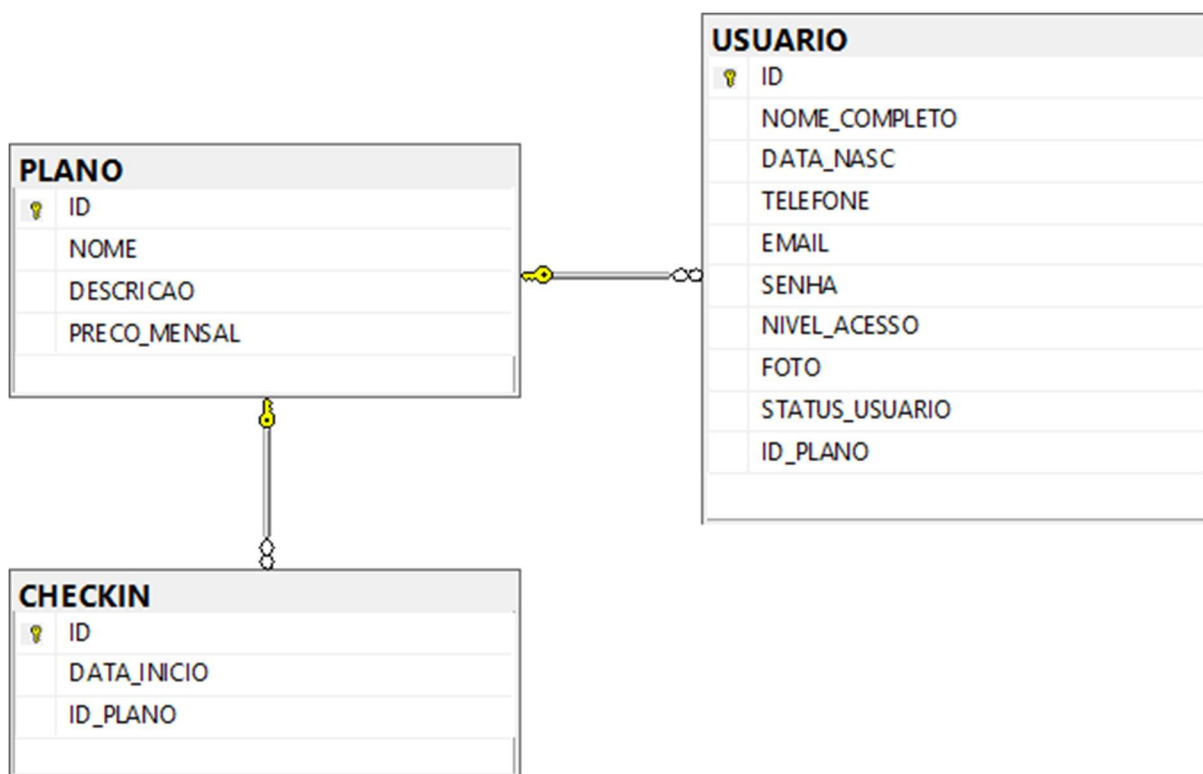 PLANO
ID
NOME
DESCRICAO
PRECO_MENSAL
USUARIO
ID
NOME_COMPLETO
DATA_NASC
TELEFONE
EMAIL
SENHA
NIVEL_ACESSO
FOTO
STATUS_USUARIO
ID_PLANO
CHECKIN
ID
DATA_INICIO
ID_PLANO